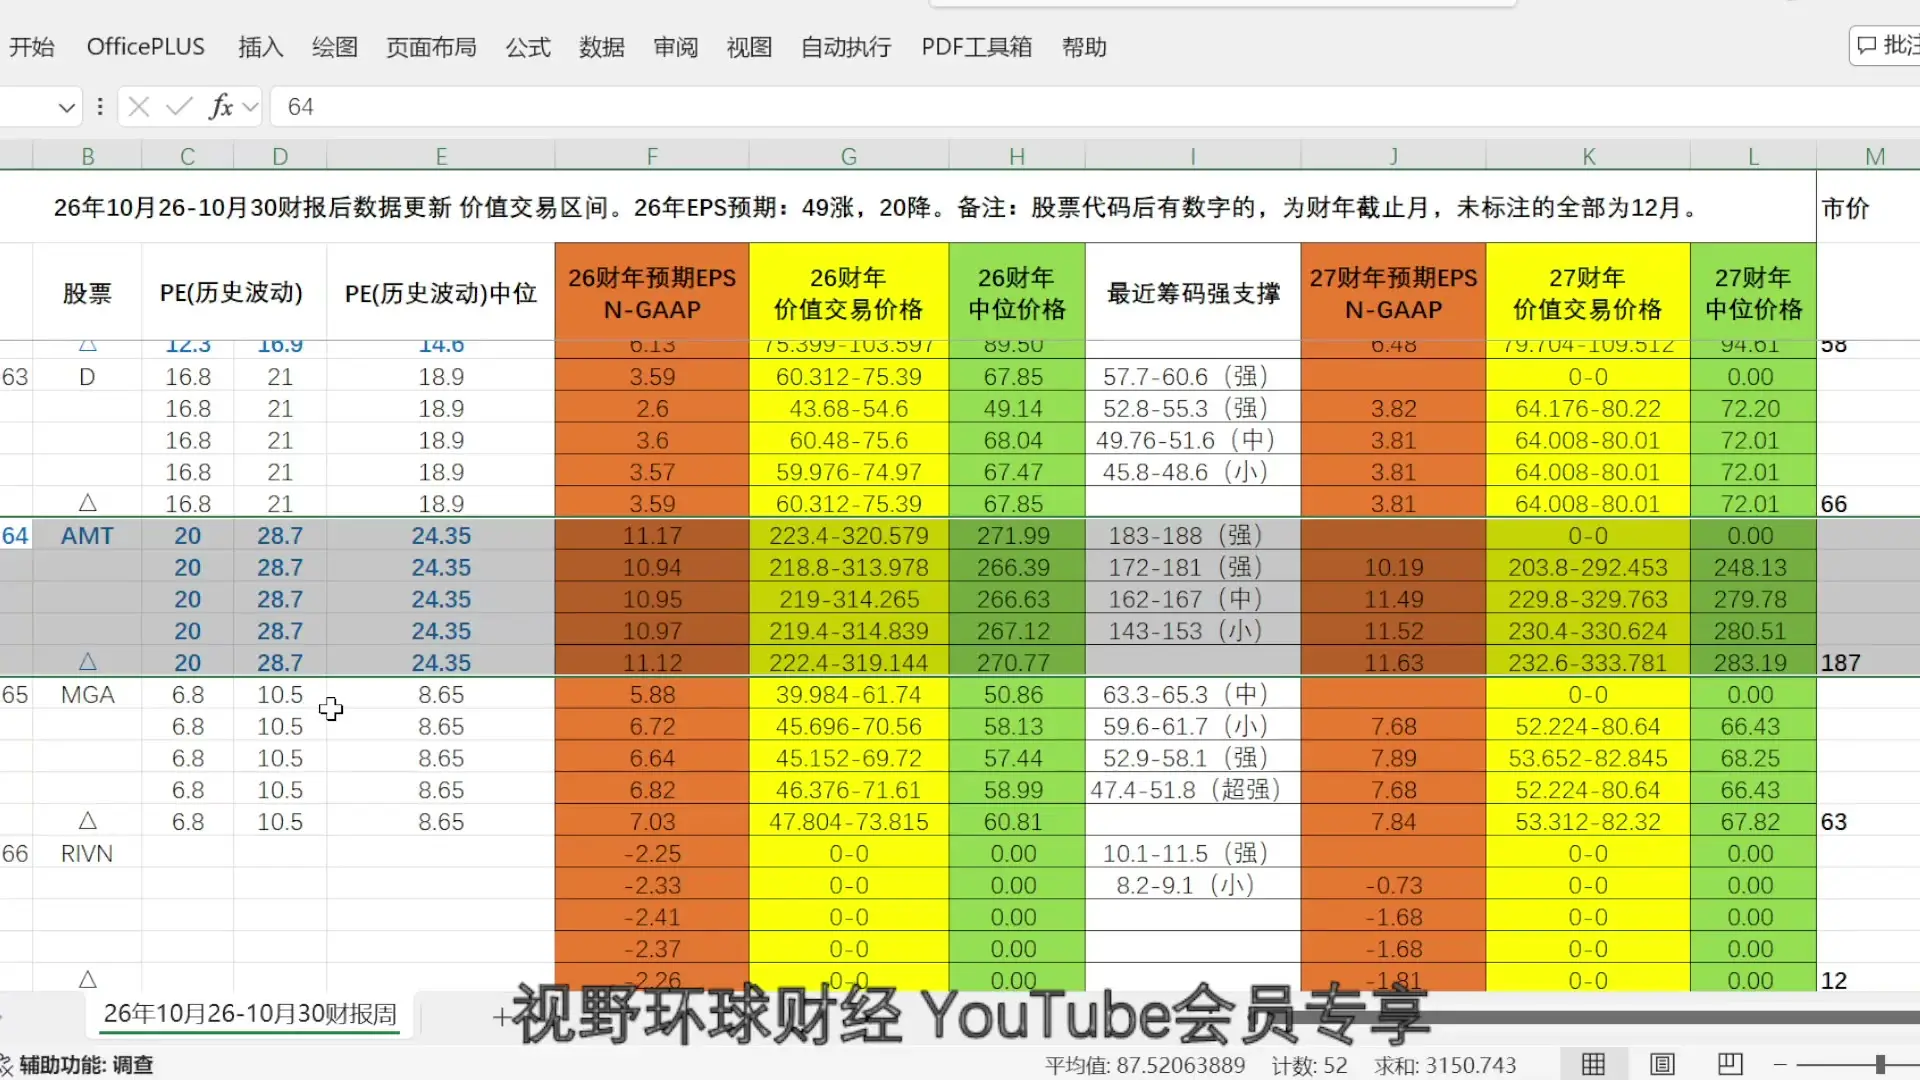 开始 OfficePLUS 插入 绘图 页面布局 公式 数据 审阅 视图 自动执行 PDF工具箱 帮助 批注
fx 64
B C D E F G H I J K L M
26年10月26-10月30财报后数据更新 价值交易区间。26年EPS预期：49涨，20降。备注：股票代码后有数字的，为财年截止月，未标注的全部为12月。 市价
股票 PE(历史波动) PE(历史波动)中位 26财年预期EPS N-GAAP 26财年 价值交易价格 26财年 中位价格 最近筹码强支撑 27财年预期EPS N-GAAP 27财年 价值交易价格 27财年 中位价格
△ 12.3 16.9 14.6 6.13 75.399-103.597 89.50 6.48 79.704-109.512 94.61 58
63 D 16.8 21 18.9 3.59 60.312-75.39 67.85 57.7-60.6（强） 0-0 0.00
16.8 21 18.9 2.6 43.68-54.6 49.14 52.8-55.3（强） 3.82 64.176-80.22 72.20
16.8 21 18.9 3.6 60.48-75.6 68.04 49.76-51.6（中） 3.81 64.008-80.01 72.01
16.8 21 18.9 3.57 59.976-74.97 67.47 45.8-48.6（小） 3.81 64.008-80.01 72.01
△ 16.8 21 18.9 3.59 60.312-75.39 67.85 3.81 64.008-80.01 72.01 66
64 AMT 20 28.7 24.35 11.17 223.4-320.579 271.99 183-188（强） 0-0 0.00
20 28.7 24.35 10.94 218.8-313.978 266.39 172-181（强） 10.19 203.8-292.453 248.13
20 28.7 24.35 10.95 219-314.265 266.63 162-167（中） 11.49 229.8-329.763 279.78
20 28.7 24.35 10.97 219.4-314.839 267.12 143-153（小） 11.52 230.4-330.624 280.51
△ 20 28.7 24.35 11.12 222.4-319.144 270.77 11.63 232.6-333.781 283.19 187
65 MGA 6.8 10.5 8.65 5.88 39.984-61.74 50.86 63.3-65.3（中） 0-0 0.00
6.8 10.5 8.65 6.72 45.696-70.56 58.13 59.6-61.7（小） 7.68 52.224-80.64 66.43
6.8 10.5 8.65 6.64 45.152-69.72 57.44 52.9-58.1（强） 7.89 53.652-82.845 68.25
6.8 10.5 8.65 6.82 46.376-71.61 58.99 47.4-51.8（超强） 7.68 52.224-80.64 66.43
△ 6.8 10.5 8.65 7.03 47.804-73.815 60.81 7.84 53.312-82.32 67.82 63
66 RIVN -2.25 0-0 0.00 10.1-11.5（强） 0-0 0.00
-2.33 0-0 0.00 8.2-9.1（小） -0.73 0-0 0.00
-2.41 0-0 0.00 -1.68 0-0 0.00
-2.37 0-0 0.00 -1.68 0-0 0.00
△ -2.26 0-0 0.00 -1.81 0-0 0.00 12
26年10月26-10月30财报周 +
视野环球财经 YouTube会员专享
辅助功能: 调查 平均值: 87.52063889 计数: 52 求和: 3150.743